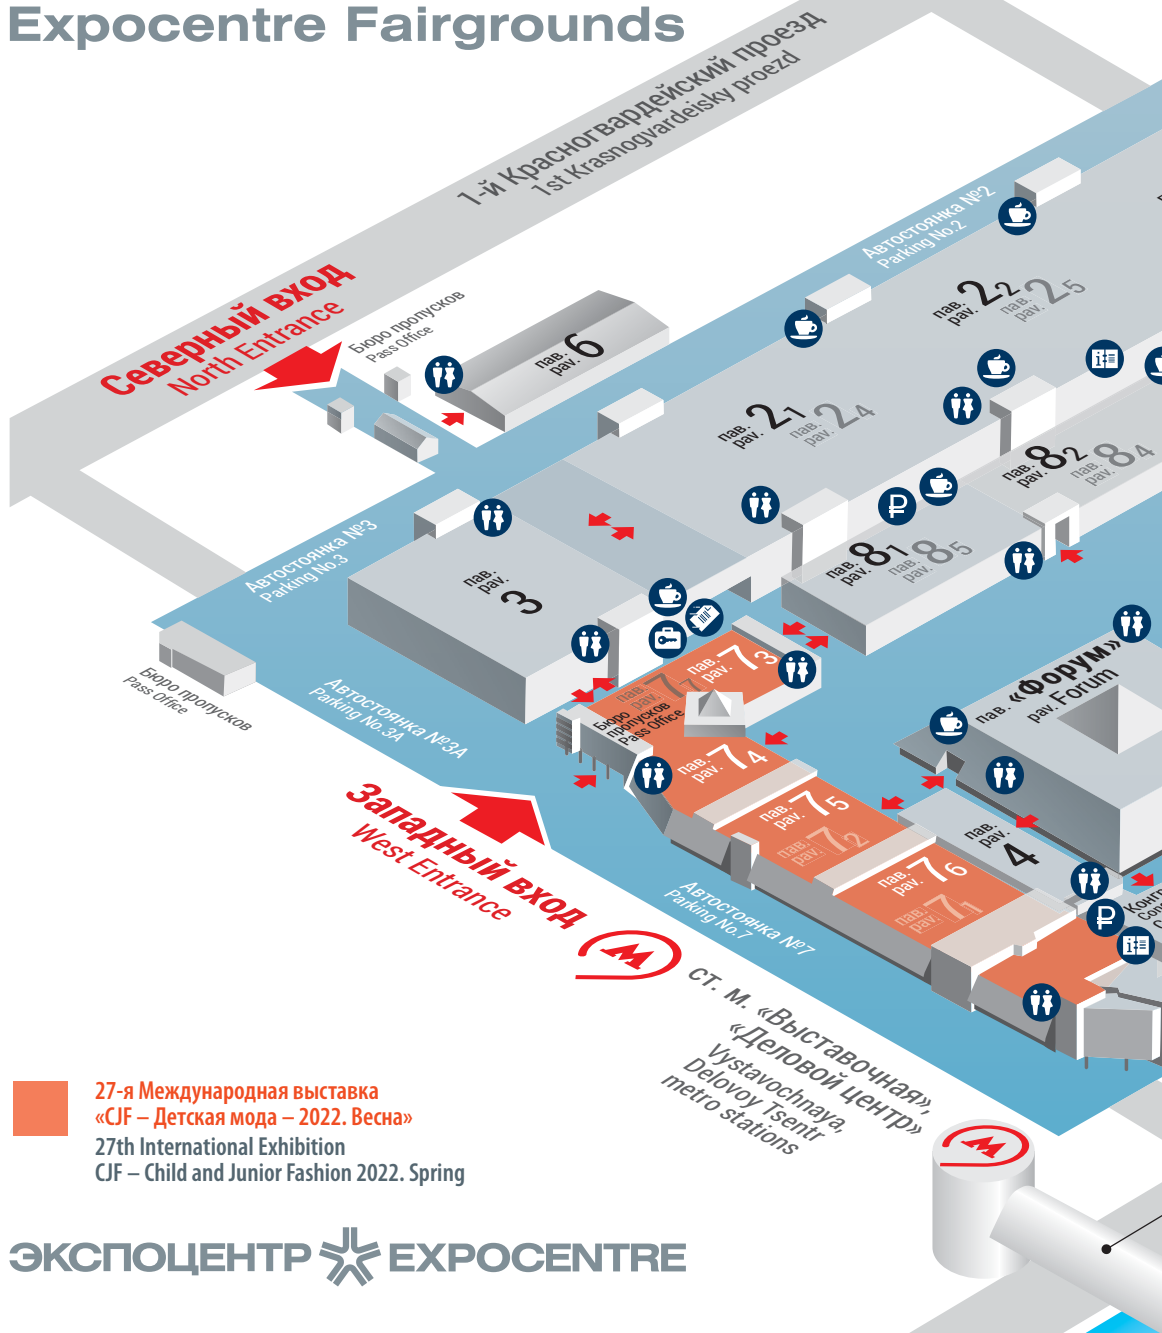 Expocentre Fairgrounds
1-й Красногвардейский проезд
1st Krasnogvardeisky proezd
Автостоянка №2
Parking No.2
Северный вход
North Entrance
Бюро пропусков
Pass Office
пав.
pav. 6
пав.
pav. 2₂
пав.
pav. 2₅
пав.
pav. 2₁
пав.
pav. 2₄
пав.
pav. 8₂
пав.
pav. 8₄
пав.
pav. 8₁
пав.
pav. 8₅
Автостоянка №3
Parking No.3
пав.
pav. 3
Бюро пропусков
Pass Office
Автостоянка №3А
Parking No.3A
пав.
pav. 7₃
пав.
pav. 7₇
Бюро
пропусков
Pass Office
пав. «Форум»
pav. Forum
пав.
pav. 7₄
пав.
pav. 7₅
пав.
pav. 7₂
пав.
pav. 7₆
пав.
pav. 7₁
пав.
pav. 4
Западный вход
West Entrance
Автостоянка №7
Parking No.7
ст. м. «Выставочная»,
«Деловой центр»
Vystavochnaya,
Delovoy Tsentr
metro stations
27-я Международная выставка
«CJF – Детская мода – 2022. Весна»
27th International Exhibition
CJF – Child and Junior Fashion 2022. Spring
ЭКСПОЦЕНТР EXPOCENTRE